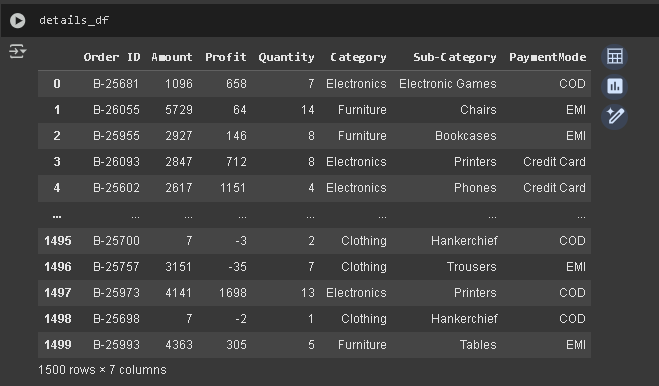 details_df
Order ID Amount Profit Quantity Category Sub-Category PaymentMode
0 B-25681 1096 658 7 Electronics Electronic Games COD
1 B-26055 5729 64 14 Furniture Chairs EMI
2 B-25955 2927 146 8 Furniture Bookcases EMI
3 B-26093 2847 712 8 Electronics Printers Credit Card
4 B-25602 2617 1151 4 Electronics Phones Credit Card
... ... ... ... ... ... ... ...
1495 B-25700 7 -3 2 Clothing Hankerchief COD
1496 B-25757 3151 -35 7 Clothing Trousers EMI
1497 B-25973 4141 1698 13 Electronics Printers COD
1498 B-25698 7 -2 1 Clothing Hankerchief COD
1499 B-25993 4363 305 5 Furniture Tables EMI
1500 rows × 7 columns